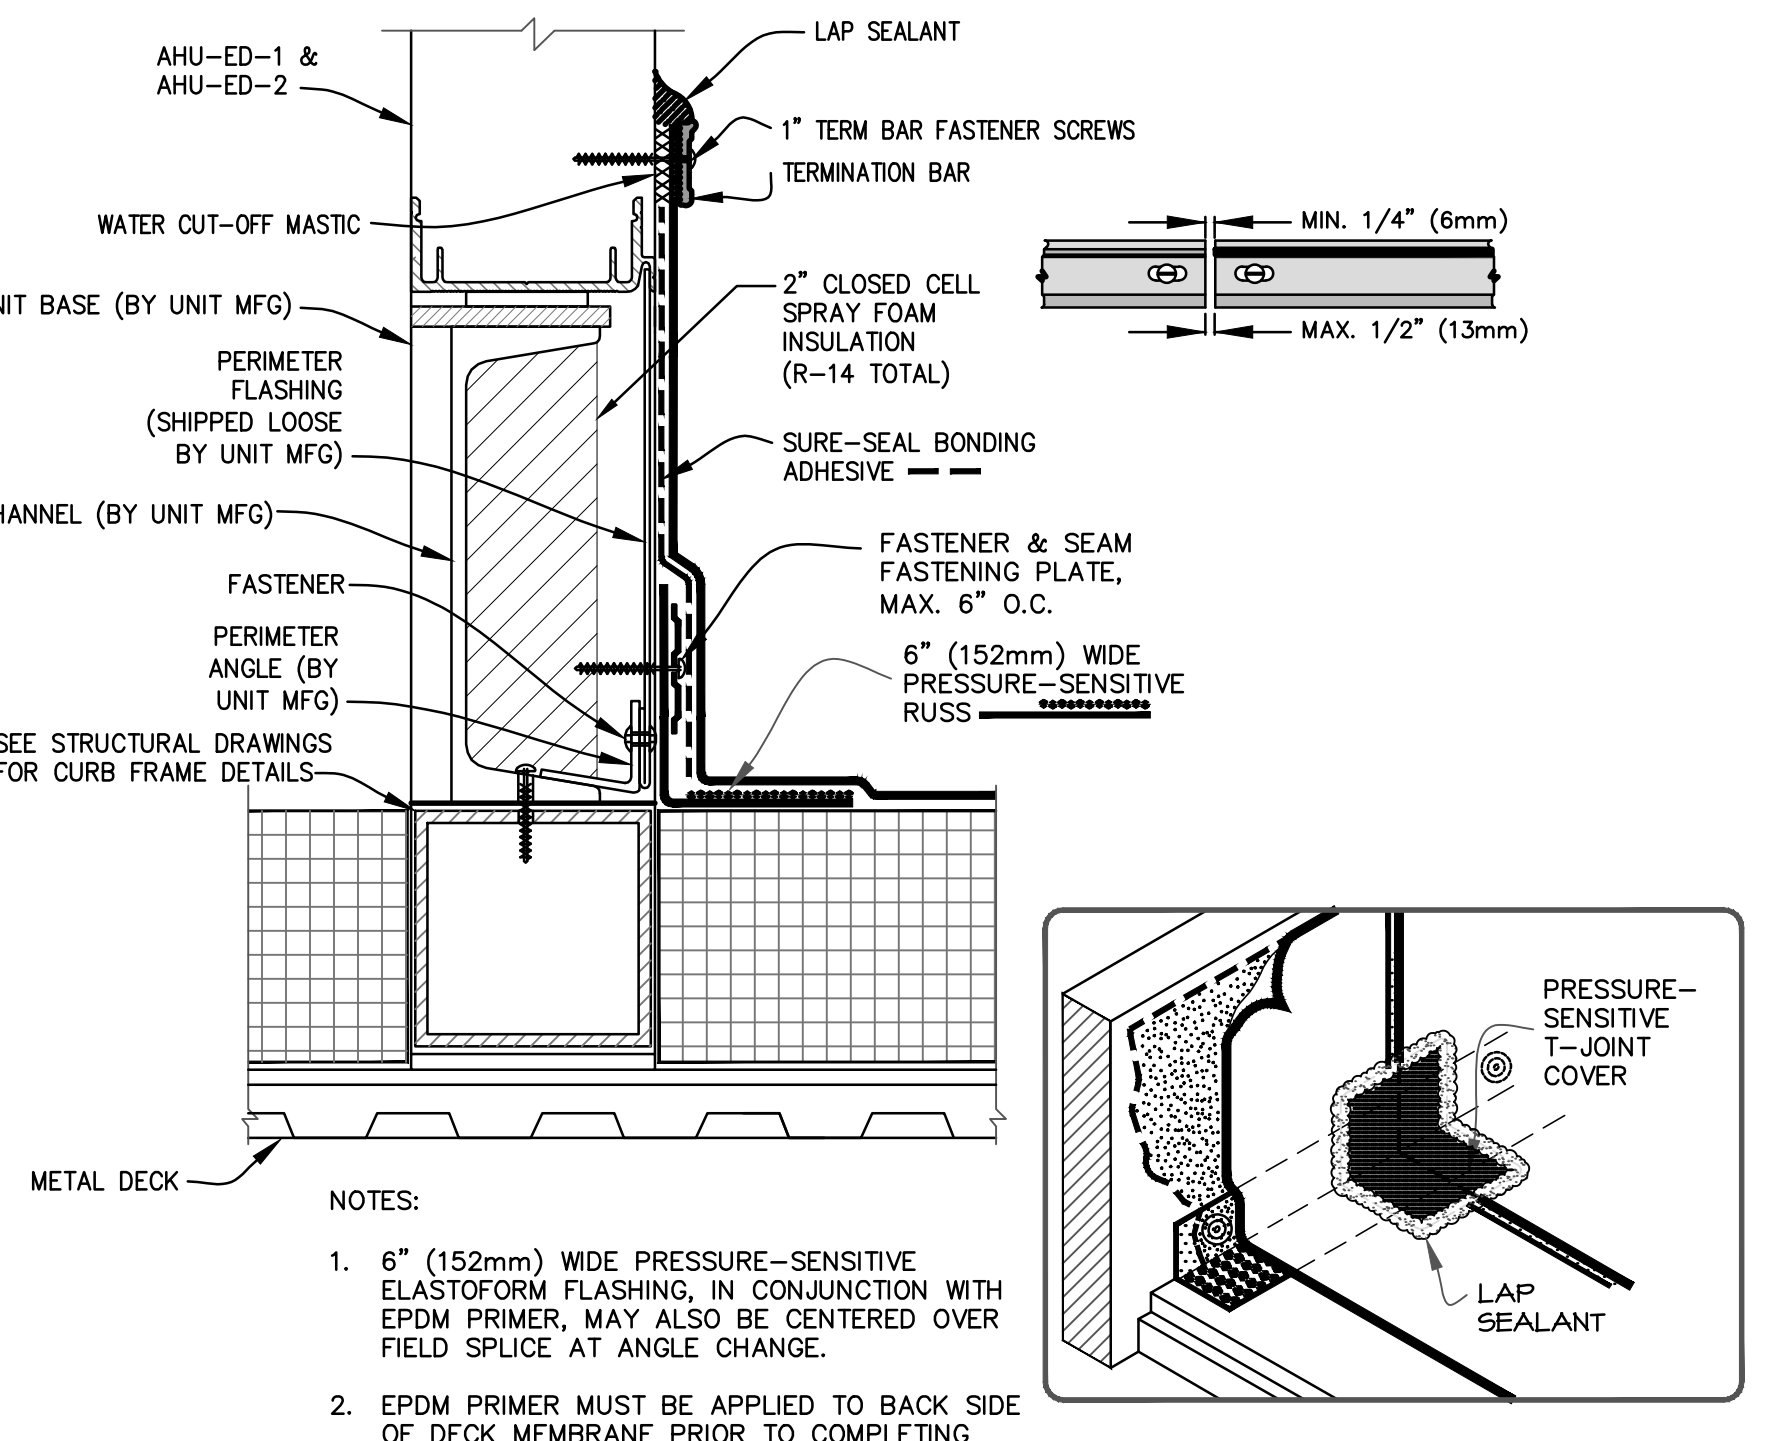 AHU-ED-1 &
AHU-ED-2
WATER CUT-OFF MASTIC
BASE (BY UNIT MFG)
PERIMETER
FLASHING
(SHIPPED LOOSE
BY UNIT MFG)
(BY UNIT MFG)
FASTENER
PERIMETER
ANGLE (BY
UNIT MFG)
SEE STRUCTURAL DRAWINGS
FOR CURB FRAME DETAILS
METAL DECK
LAP SEALANT
1" TERM BAR FASTENER SCREWS
TERMINATION BAR
2" CLOSED CELL
SPRAY FOAM
INSULATION
(R-14 TOTAL)
SURE-SEAL BONDING
ADHESIVE
FASTENER & SEAM
FASTENING PLATE,
MAX. 6" O.C.
6" (152mm) WIDE
PRESSURE-SENSITIVE
RUSS
MIN. 1/4" (6mm)
MAX. 1/2" (13mm)
PRESSURE-
SENSITIVE
T-JOINT
COVER
LAP
SEALANT
NOTES:
1. 6" (152mm) WIDE PRESSURE-SENSITIVE
ELASTOFORM FLASHING, IN CONJUNCTION WITH
EPDM PRIMER, MAY ALSO BE CENTERED OVER
FIELD SPLICE AT ANGLE CHANGE.
2. EPDM PRIMER MUST BE APPLIED TO BACK SIDE
OF DECK MEMBRANE PRIOR TO COMPLETING